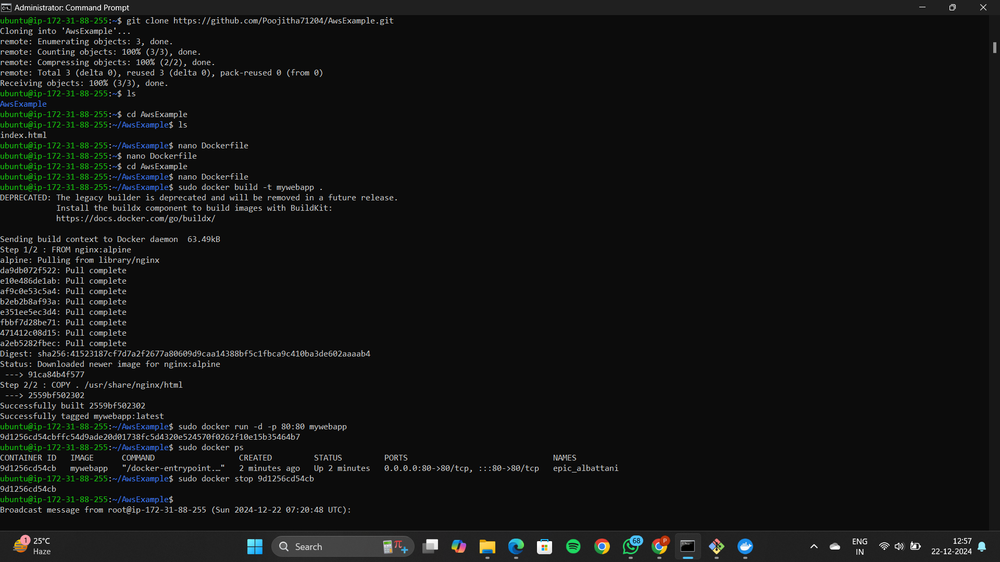 Administrator: Command Prompt
ubuntu@ip-172-31-88-255:~$ git clone https://github.com/Poojitha71204/AwsExample.git
Cloning into 'AwsExample'...
remote: Enumerating objects: 3, done.
remote: Counting objects: 100% (3/3), done.
remote: Compressing objects: 100% (2/2), done.
remote: Total 3 (delta 0), reused 3 (delta 0), pack-reused 0 (from 0)
Receiving objects: 100% (3/3), done.
ubuntu@ip-172-31-88-255:~$ ls
AwsExample
ubuntu@ip-172-31-88-255:~$ cd AwsExample
ubuntu@ip-172-31-88-255:~/AwsExample$ ls
index.html
ubuntu@ip-172-31-88-255:~/AwsExample$ nano Dockerfile
ubuntu@ip-172-31-88-255:~$ nano Dockerfile
ubuntu@ip-172-31-88-255:~$ cd AwsExample
ubuntu@ip-172-31-88-255:~/AwsExample$ nano Dockerfile
ubuntu@ip-172-31-88-255:~/AwsExample$ sudo docker build -t mywebapp .
DEPRECATED: The legacy builder is deprecated and will be removed in a future release.
            Install the buildx component to build images with BuildKit:
            https://docs.docker.com/go/buildx/
Sending build context to Docker daemon  63.49kB
Step 1/2 : FROM nginx:alpine
alpine: Pulling from library/nginx
da9db072f522: Pull complete
e10e486de1ab: Pull complete
af9c0e53c5a4: Pull complete
b2eb2b8af93a: Pull complete
e351ee5ec3d4: Pull complete
fbbf7d28be71: Pull complete
471412c08d15: Pull complete
a2eb5282fbec: Pull complete
Digest: sha256:41523187cf7d7a2f2677a80609d9caa14388bf5c1fbca9c410ba3de602aaaab4
Status: Downloaded newer image for nginx:alpine
 ---> 91ca84b4f577
Step 2/2 : COPY . /usr/share/nginx/html
 ---> 2559bf502302
Successfully built 2559bf502302
Successfully tagged mywebapp:latest
ubuntu@ip-172-31-88-255:~/AwsExample$ sudo docker run -d -p 80:80 mywebapp
9d1256cd54cbffc54d9ade20d01738fc5d4320e524570f0262f10e15b35464b7
ubuntu@ip-172-31-88-255:~/AwsExample$ sudo docker ps
CONTAINER ID   IMAGE      COMMAND                  CREATED         STATUS         PORTS                               NAMES
9d1256cd54cb   mywebapp   "/docker-entrypoint.…"   2 minutes ago   Up 2 minutes   0.0.0.0:80->80/tcp, :::80->80/tcp   epic_albattani
ubuntu@ip-172-31-88-255:~/AwsExample$ sudo docker stop 9d1256cd54cb
9d1256cd54cb
ubuntu@ip-172-31-88-255:~/AwsExample$
Broadcast message from root@ip-172-31-88-255 (Sun 2024-12-22 07:20:48 UTC):
1
25°C
Haze
Search
68
P
ENG
IN
12:57
22-12-2024